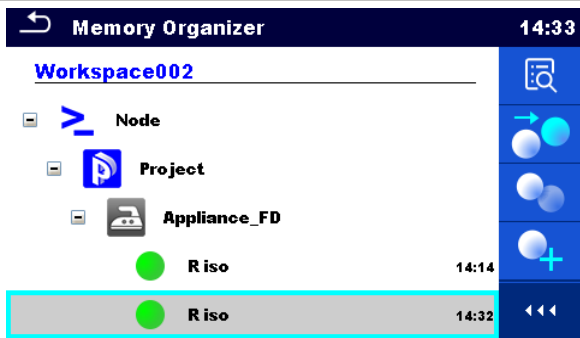 Memory Organizer 14:33
Workspace002
Node
Project
Appliance_FD
R iso 14:14
R iso 14:32